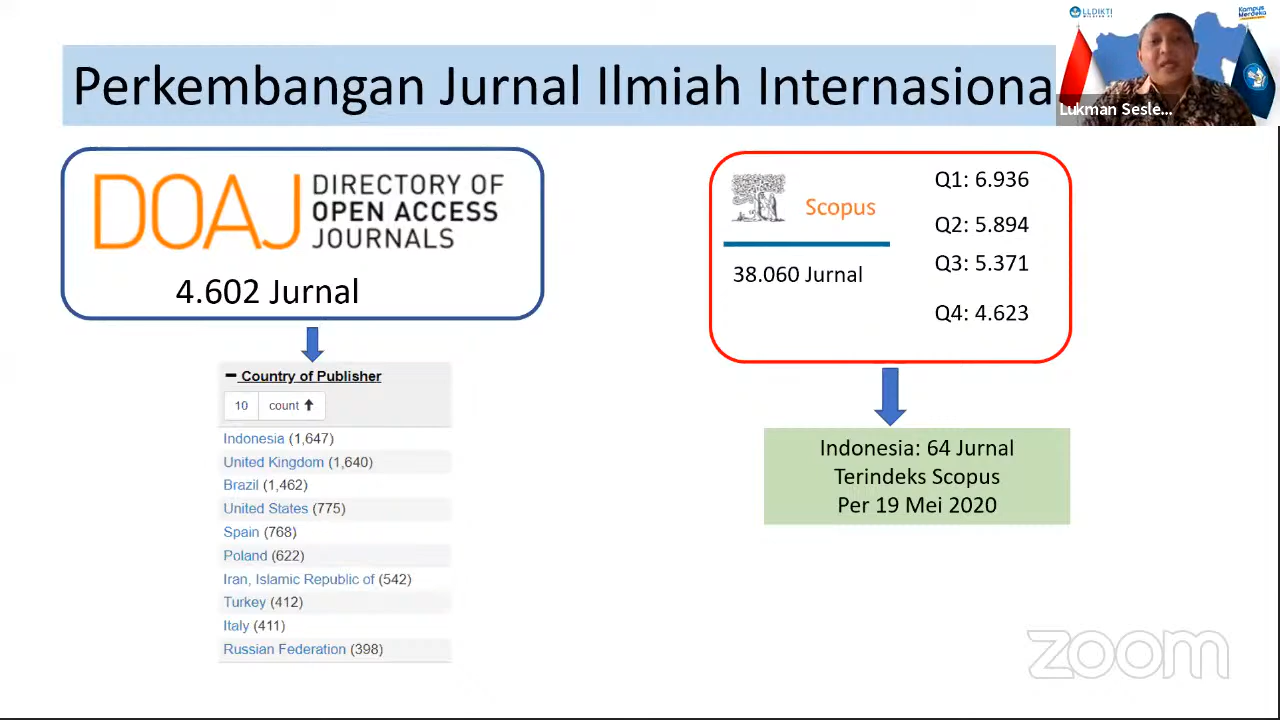 Perkembangan Jurnal Ilmiah Internasiona
LLDIKTI
Kampus
Merdeka
Lukman Sesle...
DOAJ
DIRECTORY OF
OPEN ACCESS
JOURNALS
4.602 Jurnal
Country of Publisher
10 count
Indonesia (1,647)
United Kingdom (1,640)
Brazil (1,462)
United States (775)
Spain (768)
Poland (622)
Iran, Islamic Republic of (542)
Turkey (412)
Italy (411)
Russian Federation (398)
Scopus
38.060 Jurnal
Q1: 6.936
Q2: 5.894
Q3: 5.371
Q4: 4.623
Indonesia: 64 Jurnal
Terindeks Scopus
Per 19 Mei 2020
zoom